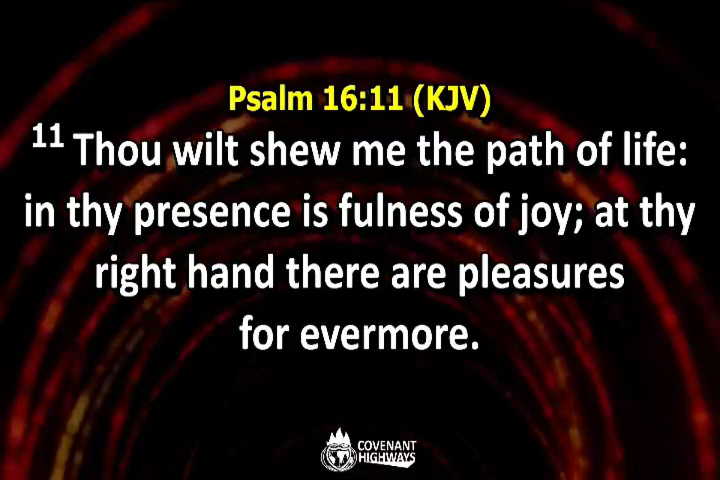 Psalm 16:11 (KJV)
11 Thou wilt shew me the path of life:
in thy presence is fulness of joy; at thy
right hand there are pleasures
for evermore.
COVENANT
HIGHWAYS